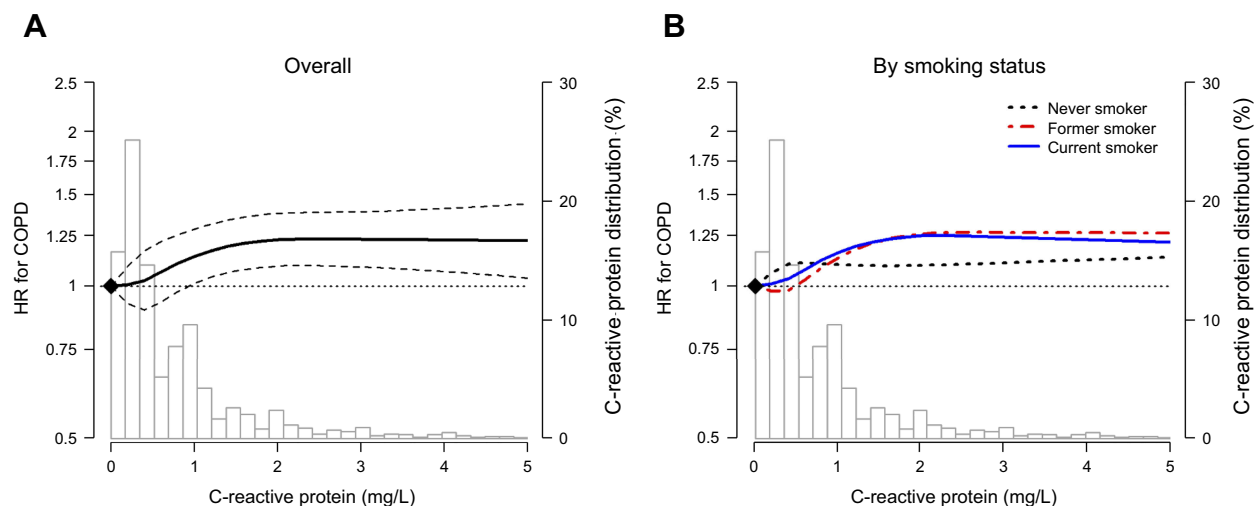 A
Overall
2.5
2
1.75
1.5
1.25
1
0.75
0.5
HR for COPD
30
20
10
0
C-reactive protein distribution (%)
0 1 2 3 4 5
C-reactive protein (mg/L)
B
By smoking status
Never smoker
Former smoker
Current smoker
2.5
2
1.75
1.5
1.25
1
0.75
0.5
HR for COPD
30
20
10
0
C-reactive protein distribution (%)
0 1 2 3 4 5
C-reactive protein (mg/L)